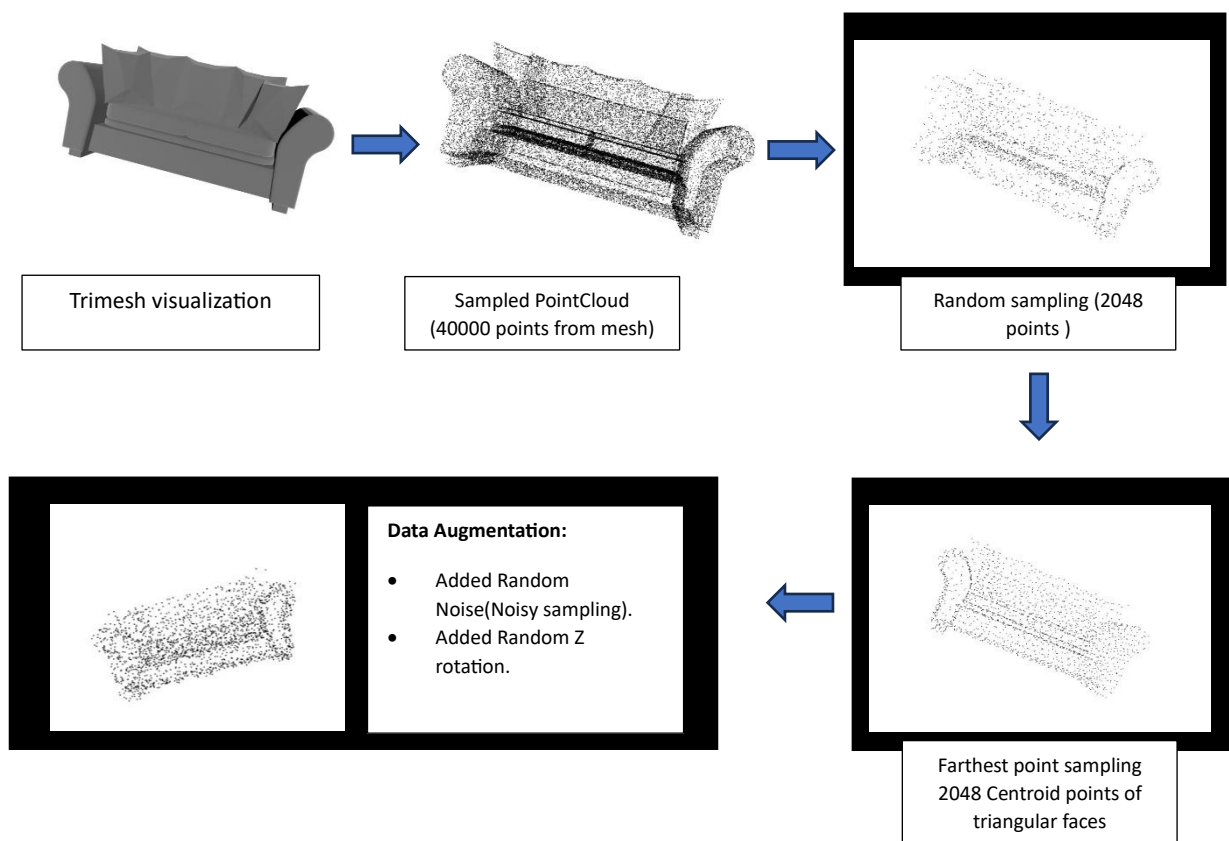 Trimesh visualization
Sampled PointCloud
(40000 points from mesh)
Random sampling (2048
points )
Data Augmentation:
• Added Random
Noise(Noisy sampling).
• Added Random Z
rotation.
Farthest point sampling
2048 Centroid points of
triangular faces